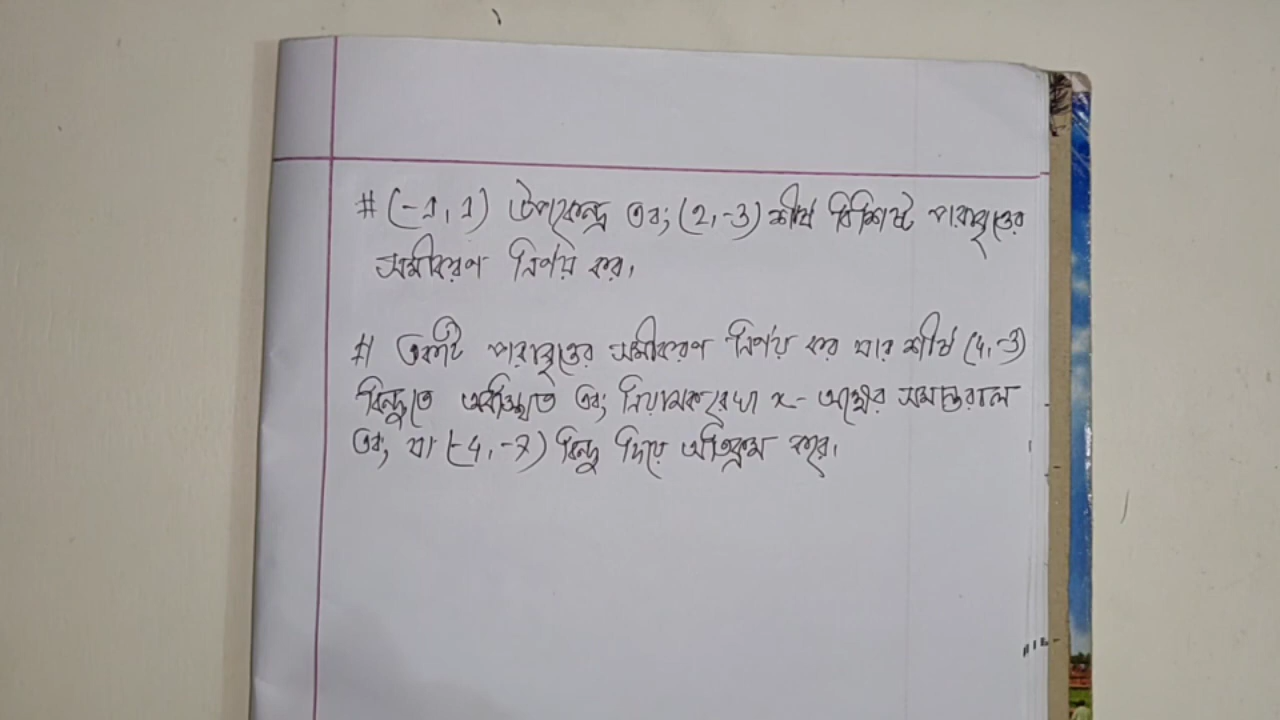 # (-1, 1) উপকেন্দ্র এবং (2, -3) শীর্ষ বিশিষ্ট পরাবৃত্তের
সমীকরণ নির্ণয় কর।
# একটি পরাবৃত্তের সমীকরণ নির্ণয় কর যার শীর্ষ (4, -3)
বিন্দুতে অবস্থিত এবং নিয়ামকরেখা x- অক্ষের সমান্তরাল
এবং যা (-4, -7) বিন্দু দিয়ে অতিক্রম করে।